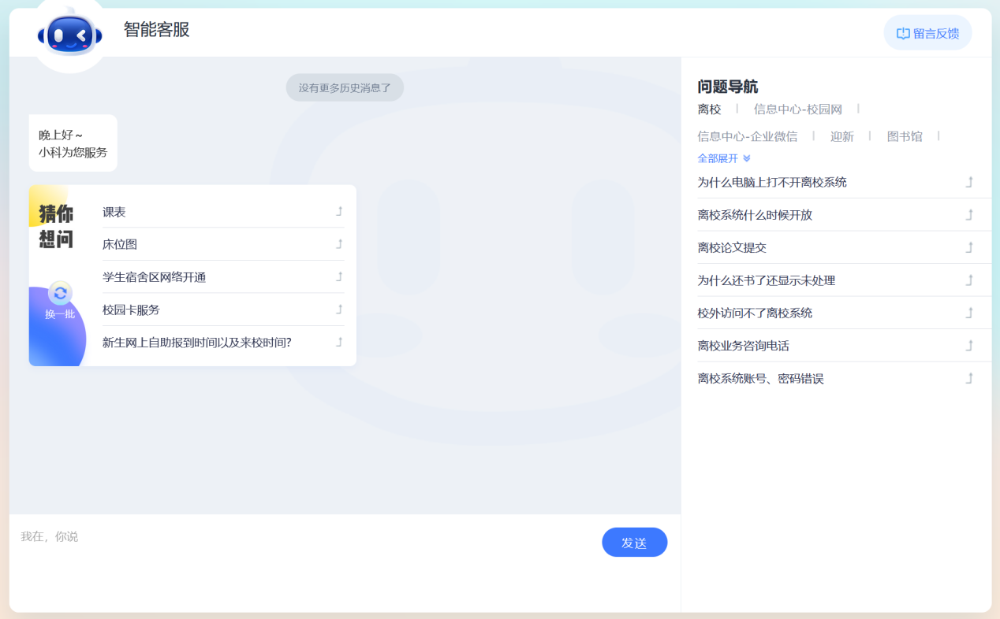 智能客服
留言反馈
没有更多历史消息了
晚上好~
小科为您服务
猜你
想问
换一批
课表
床位图
学生宿舍区网络开通
校园卡服务
新生网上自助报到时间以及来校时间?
我在，你说
发送
问题导航
离校 | 信息中心-校园网 |
信息中心-企业微信 | 迎新 | 图书馆 |
全部展开
为什么电脑上打不开离校系统
离校系统什么时候开放
离校论文提交
为什么还书了还显示未处理
校外访问不了离校系统
离校业务咨询电话
离校系统账号、密码错误